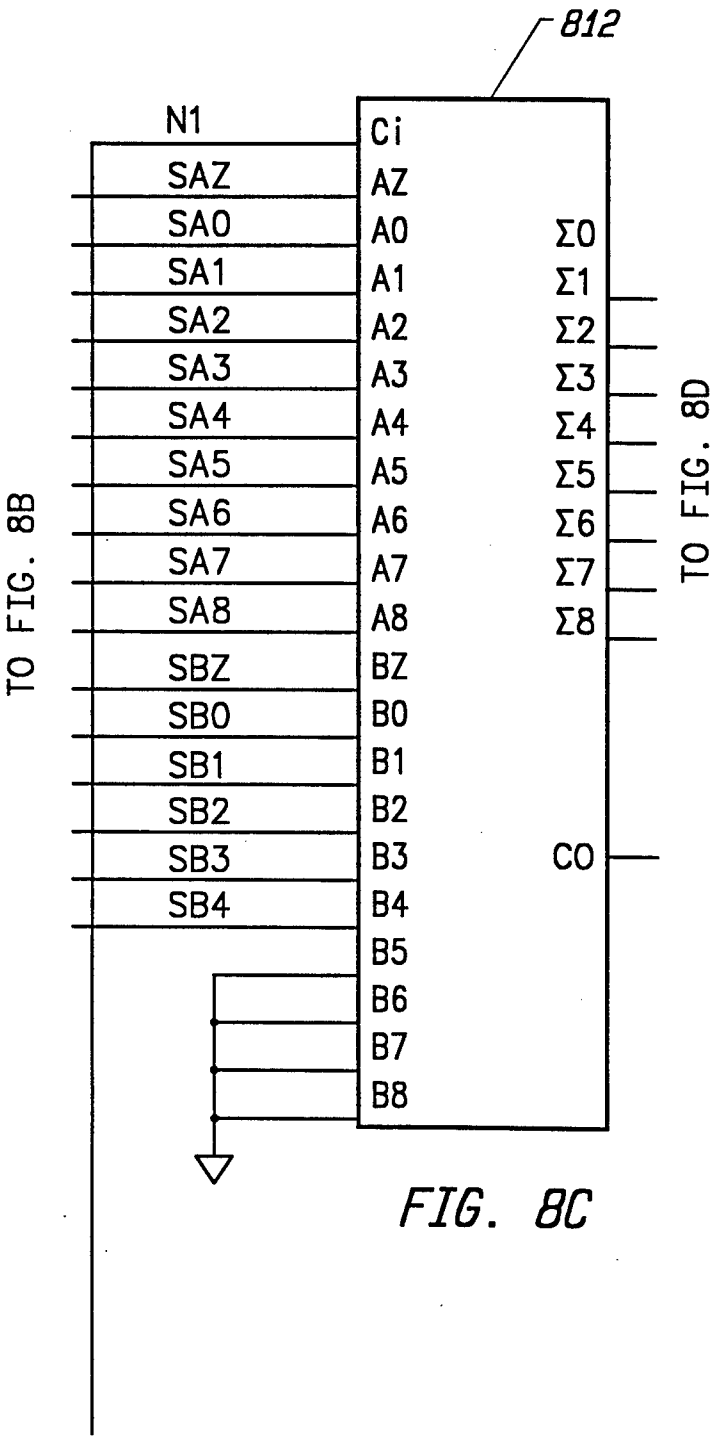 812
N1 Ci
SAZ AZ
SA0 A0 Σ0
SA1 A1 Σ1
SA2 A2 Σ2
SA3 A3 Σ3
SA4 A4 Σ4
SA5 A5 Σ5
SA6 A6 Σ6
SA7 A7 Σ7
SA8 A8 Σ8
SBZ BZ
SB0 B0
SB1 B1
SB2 B2
SB3 B3 CO
SB4 B4
B5
B6
B7
B8
TO FIG. 8B
TO FIG. 8D
FIG. 8C